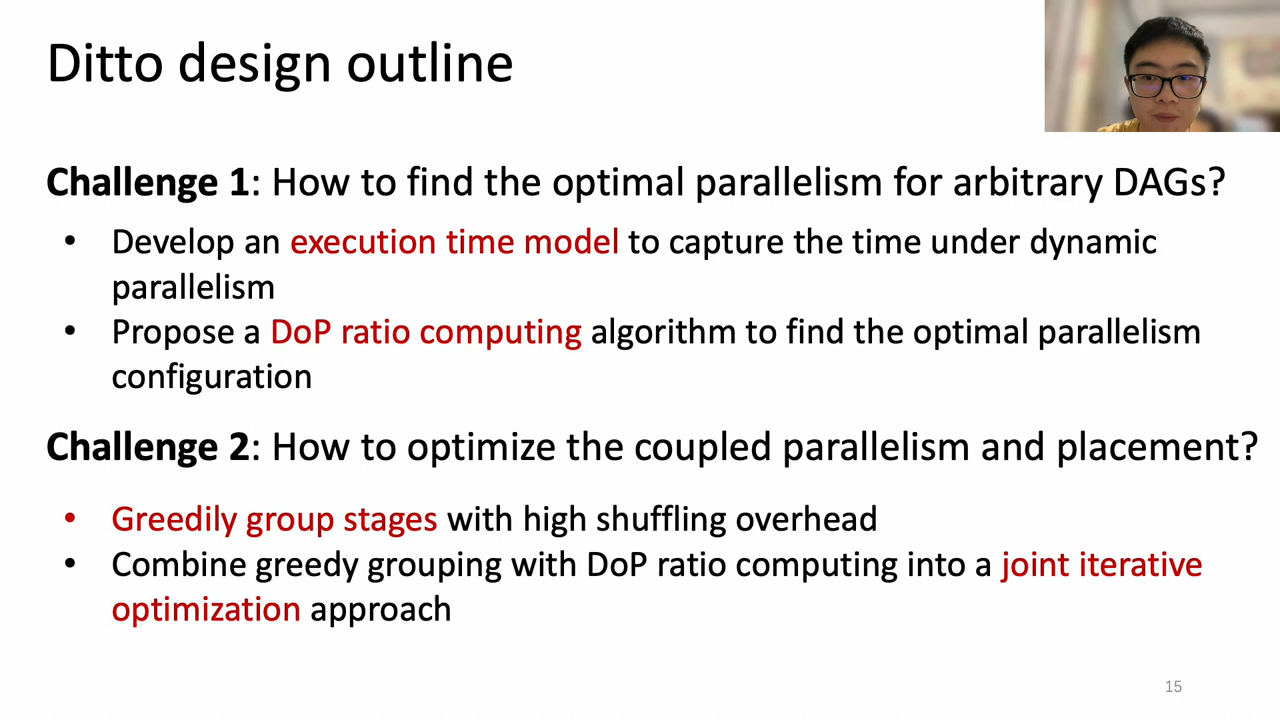 Ditto design outline
Challenge 1: How to find the optimal parallelism for arbitrary DAGs?
• Develop an execution time model to capture the time under dynamic
parallelism
• Propose a DoP ratio computing algorithm to find the optimal parallelism
configuration
Challenge 2: How to optimize the coupled parallelism and placement?
• Greedily group stages with high shuffling overhead
• Combine greedy grouping with DoP ratio computing into a joint iterative
optimization approach
15